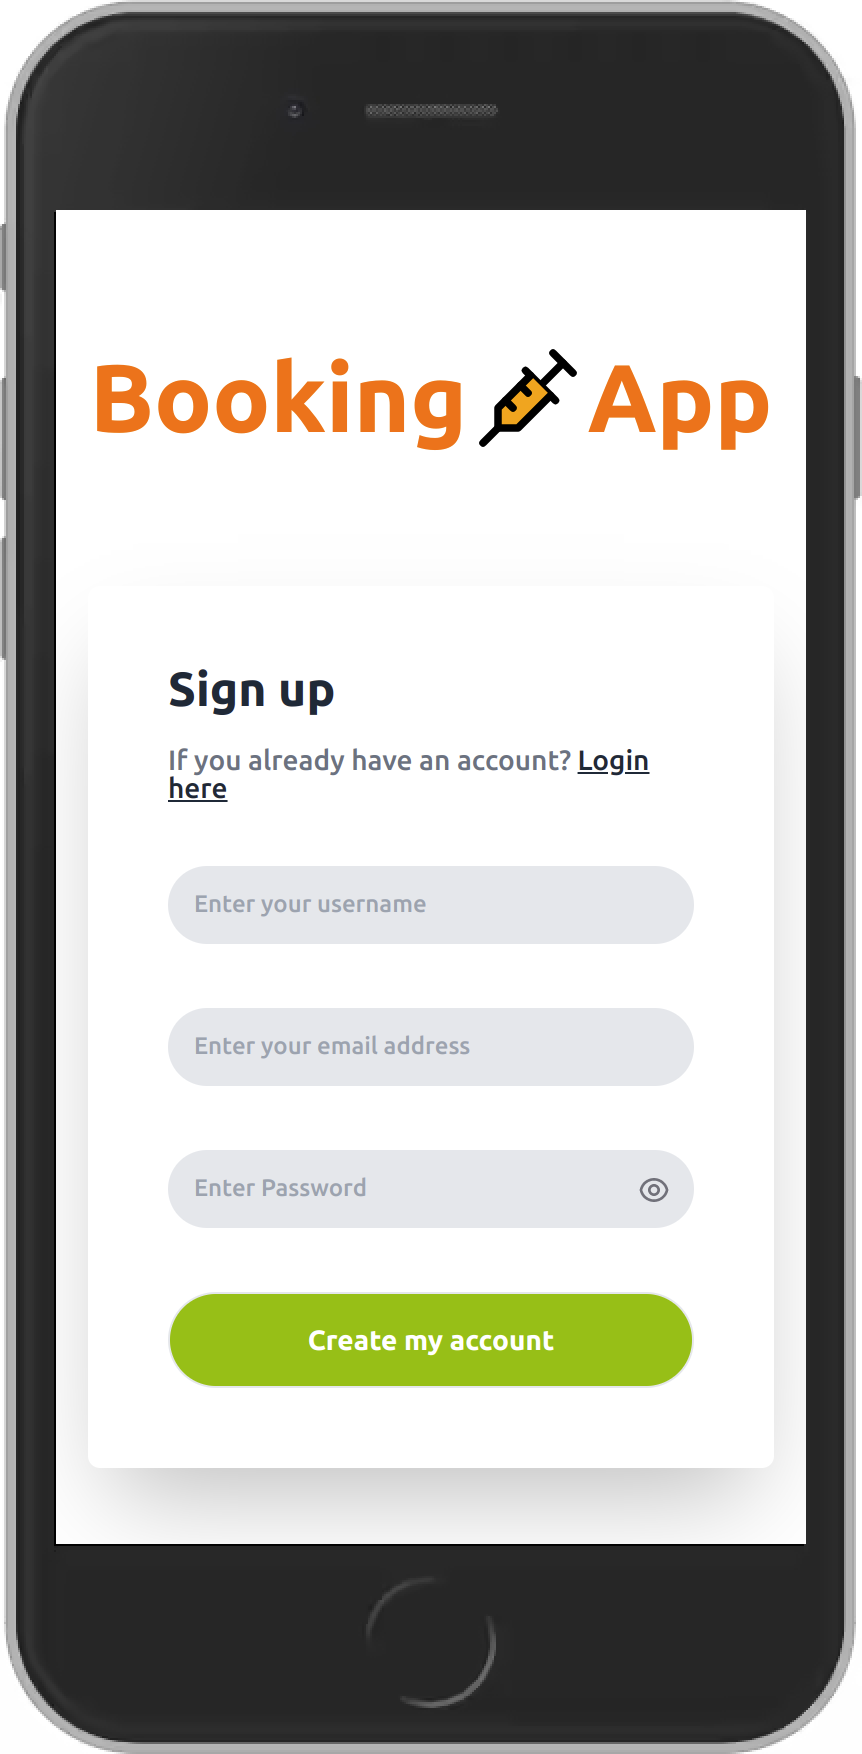 Booking App
Sign up
If you already have an account? Login
here
Enter your username
Enter your email address
Enter Password
Create my account